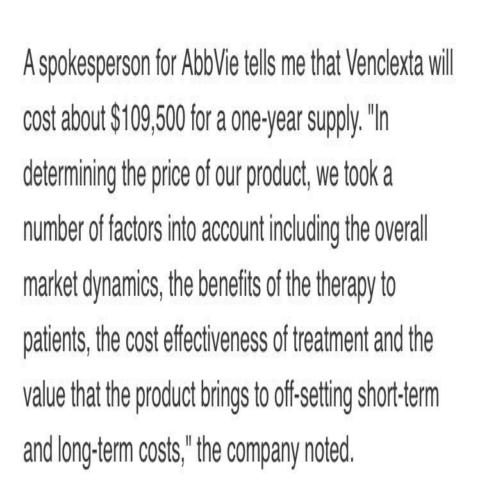 A spokesperson for AbbVie tells me that Venclexta will
cost about $109,500 for a one-year supply. "In
determining the price of our product, we took a
number of factors into account including the overall
market dynamics, the benefits of the therapy to
patients, the cost effectiveness of treatment and the
value that the product brings to off-setting short-term
and long-term costs," the company noted.